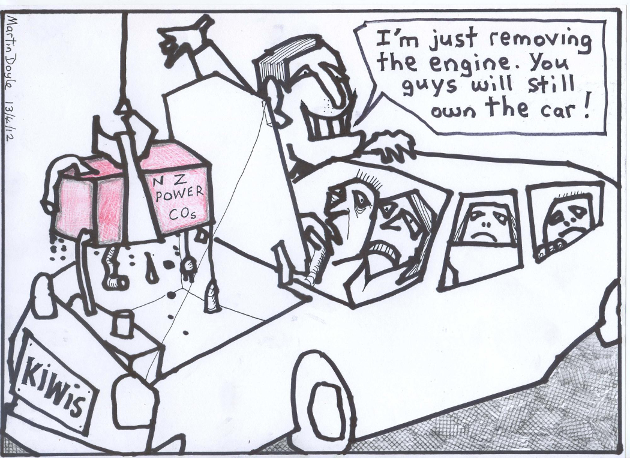 Martin Doyle 13/6/12
I'm just removing
the engine. You
guys will still
own the car!
NZ
POWER
COs
KiWis